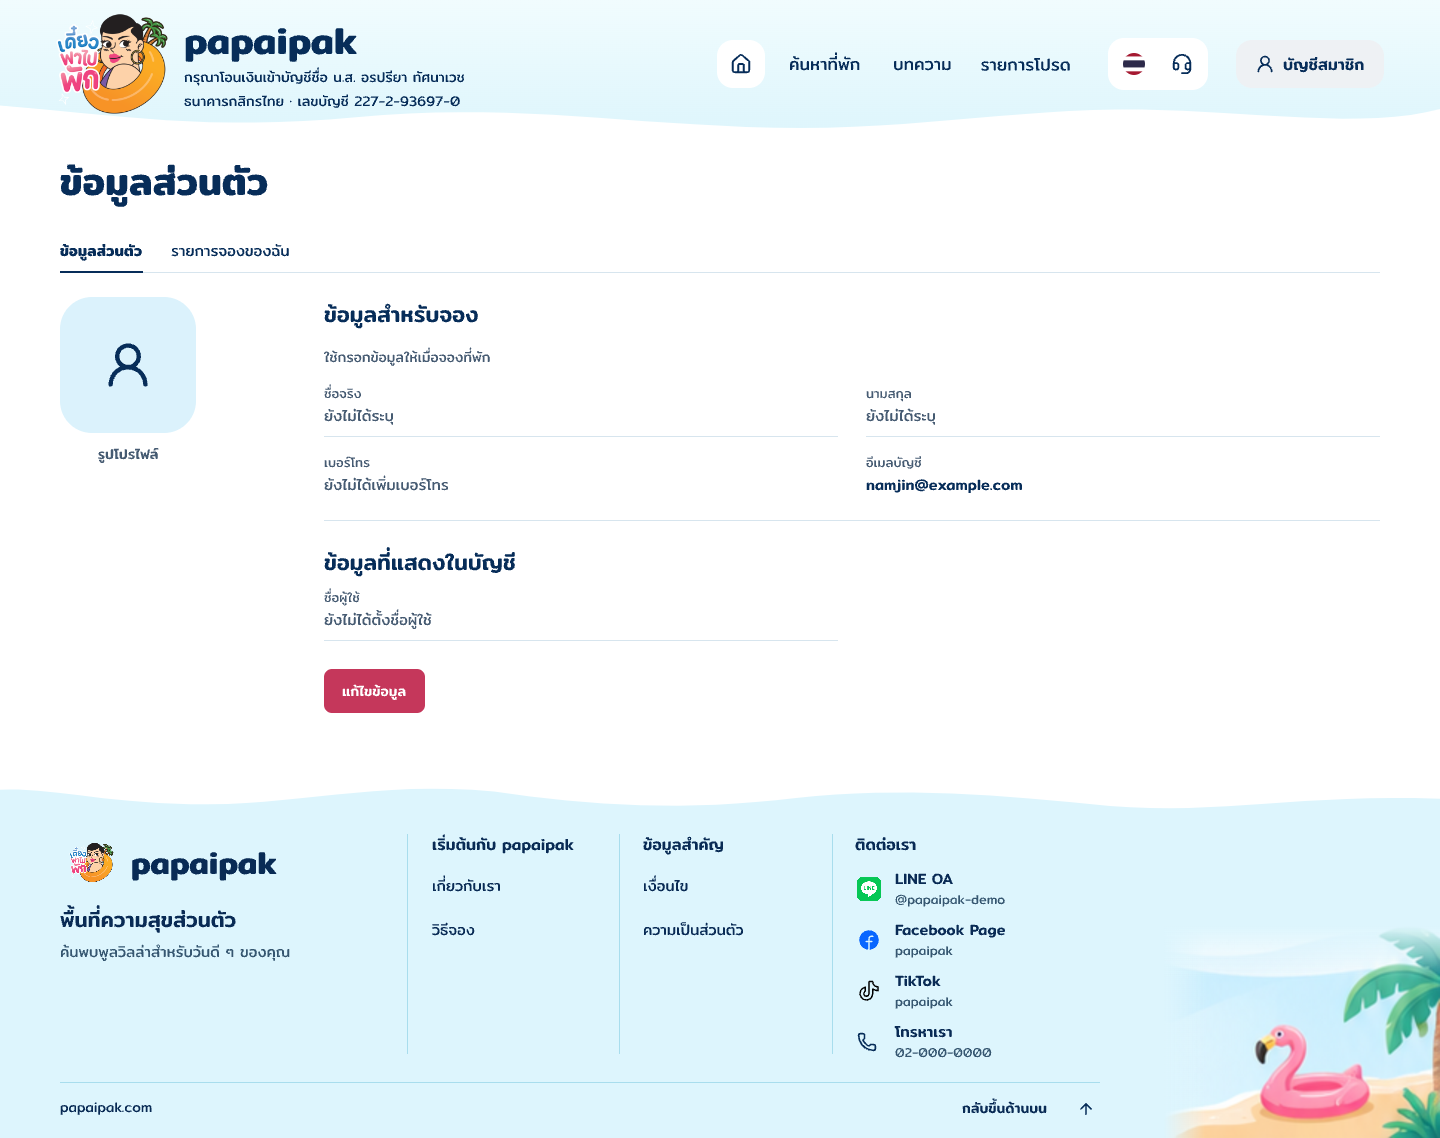 เดี๋ยว
พาไป
พัก
papaipak
กรุณาโอนเงินเข้าบัญชีชื่อ น.ส. อรปรียา ทัศนาเวช
ธนาคารกสิกรไทย · เลขบัญชี 227-2-93697-0
ค้นหาที่พัก
บทความ
รายการโปรด
บัญชีสมาชิก
ข้อมูลส่วนตัว
ข้อมูลส่วนตัว
รายการจองของฉัน
รูปโปรไฟล์
ข้อมูลสำหรับจอง
ใช้กรอกข้อมูลให้เมื่อจองที่พัก
ชื่อจริง
ยังไม่ได้ระบุ
นามสกุล
ยังไม่ได้ระบุ
เบอร์โทร
ยังไม่ได้เพิ่มเบอร์โทร
อีเมลบัญชี
namjin@example.com
ข้อมูลที่แสดงในบัญชี
ชื่อผู้ใช้
ยังไม่ได้ตั้งชื่อผู้ใช้
แก้ไขข้อมูล
เดี๋ยว
พาไป
พัก
papaipak
พื้นที่ความสุขส่วนตัว
ค้นพบพูลวิลล่าสำหรับวันดี ๆ ของคุณ
เริ่มต้นกับ papaipak
เกี่ยวกับเรา
วิธีจอง
ข้อมูลสำคัญ
เงื่อนไข
ความเป็นส่วนตัว
ติดต่อเรา
LINE
LINE OA
@papaipak-demo
Facebook Page
papaipak
TikTok
papaipak
โทรหาเรา
02-000-0000
papaipak.com
กลับขึ้นด้านบน